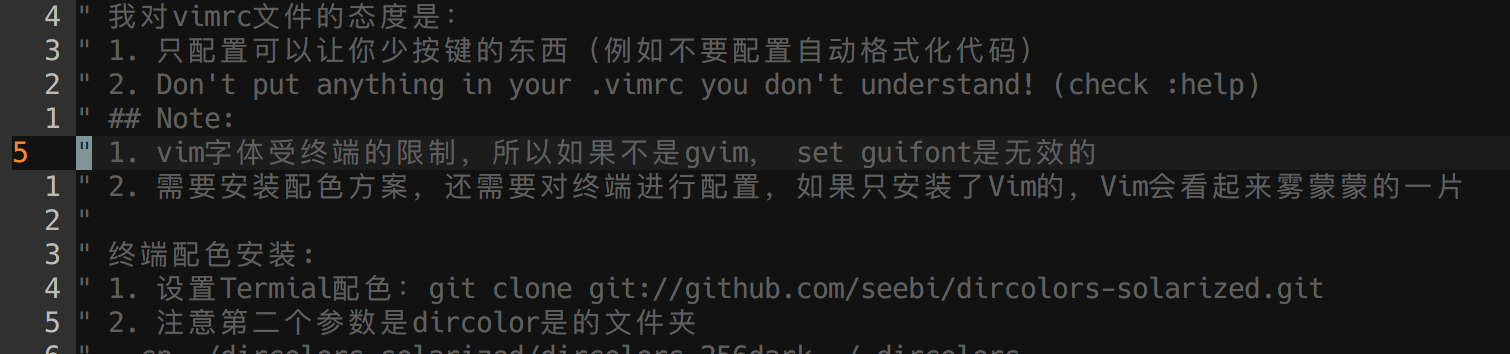 4 " 我对vimrc文件的态度是：
3 " 1. 只配置可以让你少按键的东西（例如不要配置自动格式化代码）
2 " 2. Don't put anything in your .vimrc you don't understand! (check :help)
1 " ## Note:
5 " 1. vim字体受终端的限制，所以如果不是gvim， set guifont是无效的
1 " 2. 需要安装配色方案，还需要对终端进行配置，如果只安装了Vim的，Vim会看起来雾蒙蒙的一片
2 "
3 " 终端配色安装：
4 " 1. 设置Termial配色：git clone git://github.com/seebi/dircolors-solarized.git
5 " 2. 注意第二个参数是dircolor是的文件夹
6 " cp ./dircolors-solarized/dircolors.256dark